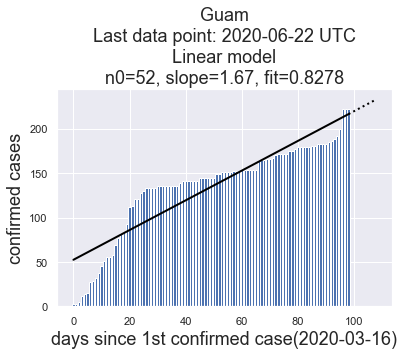 Guam
Last data point: 2020-06-22 UTC
Linear model
n0=52, slope=1.67, fit=0.8278
confirmed cases
200
150
100
50
0
0 20 40 60 80 100
days since 1st confirmed case(2020-03-16)